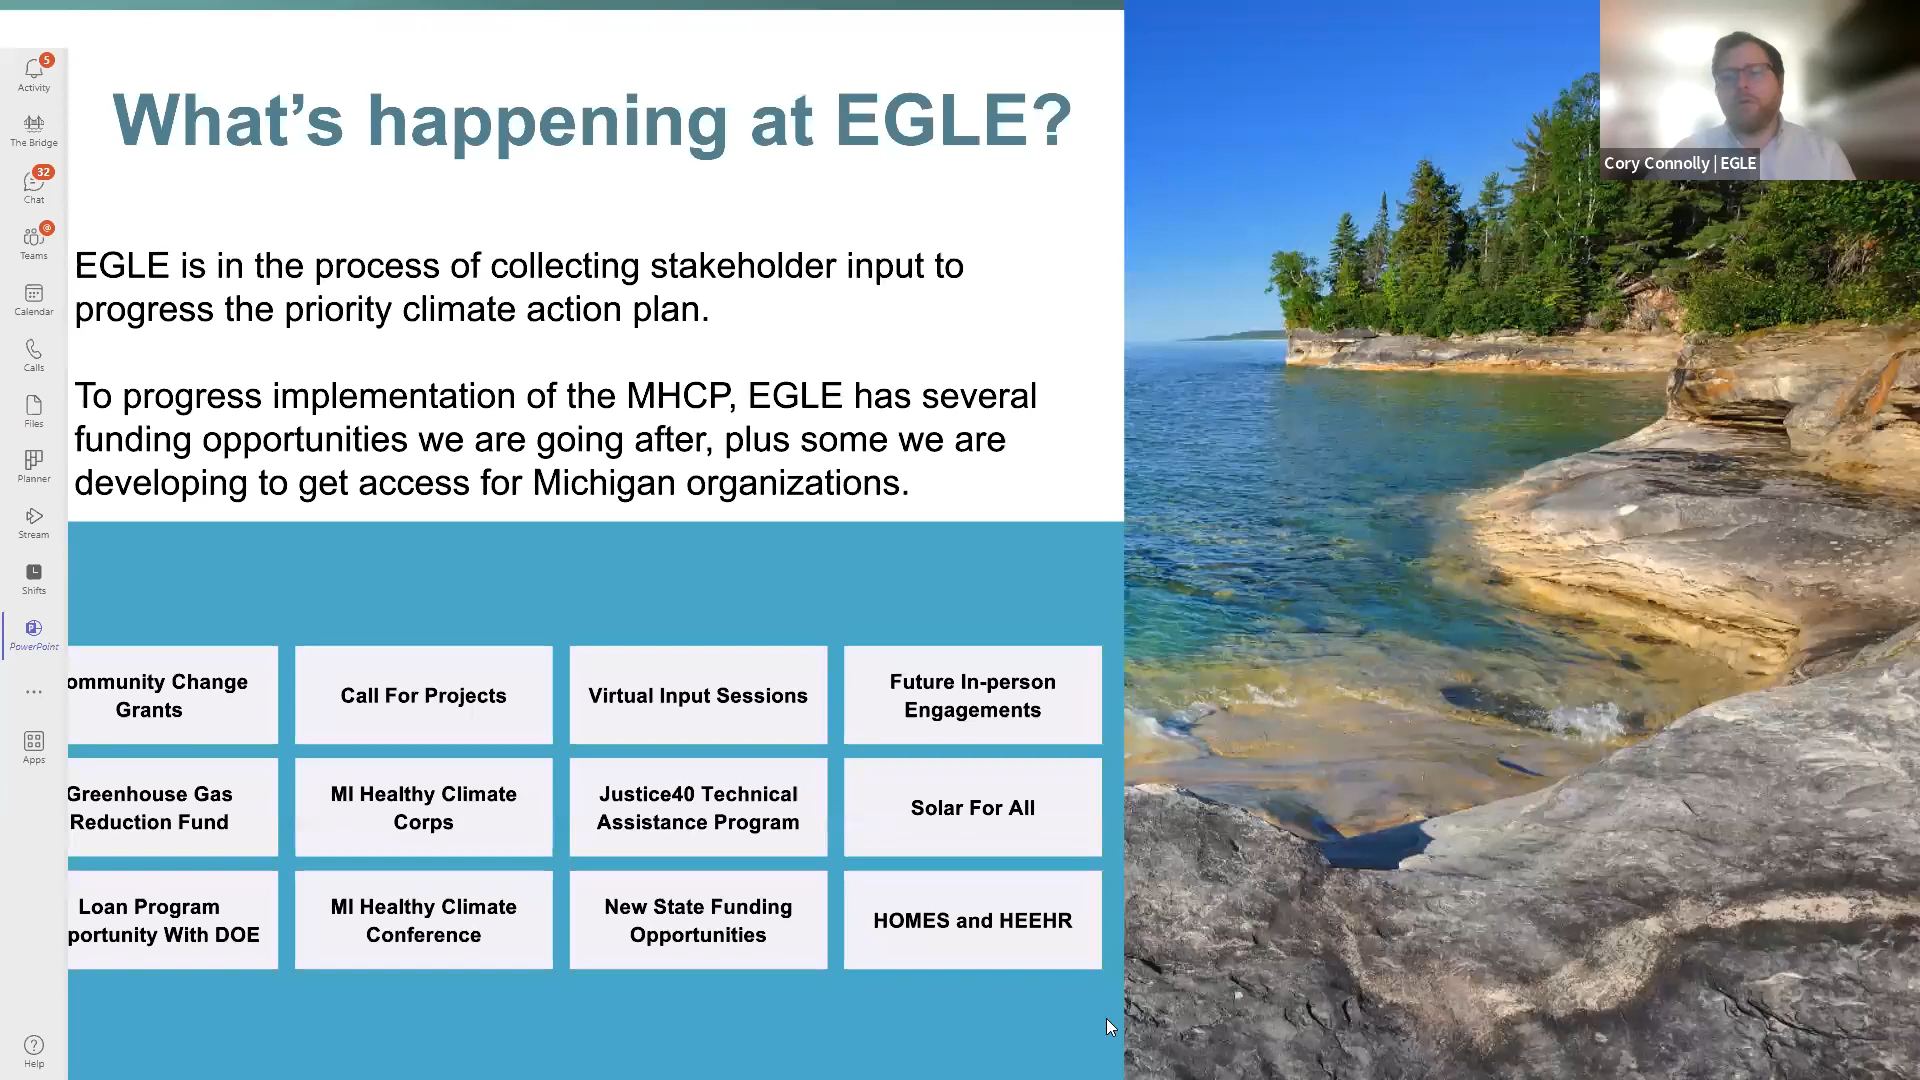 What's happening at EGLE?
EGLE is in the process of collecting stakeholder input to
progress the priority climate action plan.
To progress implementation of the MHCP, EGLE has several
funding opportunities we are going after, plus some we are
developing to get access for Michigan organizations.
ommunity Change
Grants
Call For Projects
Virtual Input Sessions
Future In-person
Engagements
Greenhouse Gas
Reduction Fund
MI Healthy Climate
Corps
Justice40 Technical
Assistance Program
Solar For All
Loan Program
portunity With DOE
MI Healthy Climate
Conference
New State Funding
Opportunities
HOMES and HEEHR
5
Activity
The Bridge
32
Chat
@
Teams
Calendar
Calls
Files
Planner
Stream
Shifts
PowerPoint
Apps
Help
Cory Connolly | EGLE